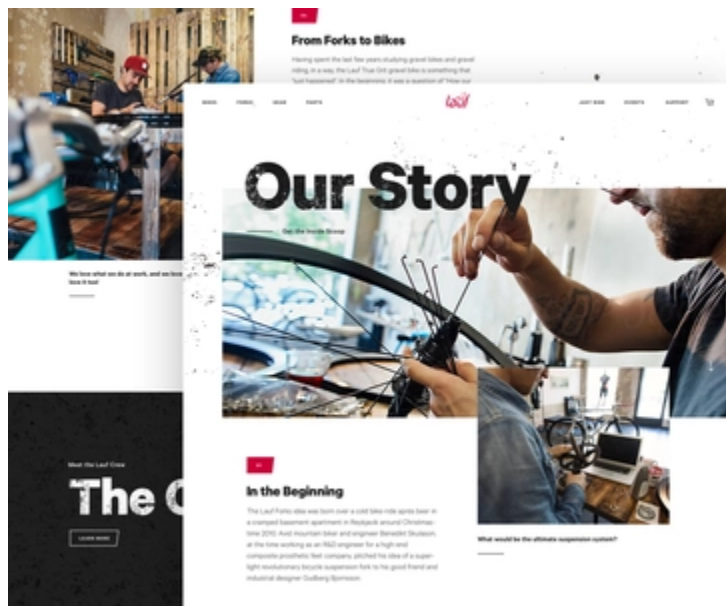 From Forks to Bikes
Having spent the last few years studying gravel bikes and gravel
riding, in a way, the Lauf True Grit gravel bike is something that
"just happened". In the beginning, it was a question of "How our
BIKES
FORKS
GEAR
PARTS
Lauf
JUST RIDE
EVENTS
SUPPORT
Our Story
Get the Inside Scoop
We love what we do at work, and we love
love it too!
Meet the Lauf Crew
The C
LEARN MORE
In the Beginning
The Lauf Forks idea was born over a cold bike ride after beer in
a cramped basement apartment in Reykjavik around Christmas-
time 2010. Avid mountain biker and engineer Benedikt Skulason,
at the time working as an R&D engineer for a high-end
composite prosthetic feet company, pitched his idea of a super-
light revolutionary bicycle suspension fork to his good friend and
industrial designer Gudberg Bjornsson.
What would be the ultimate suspension system?